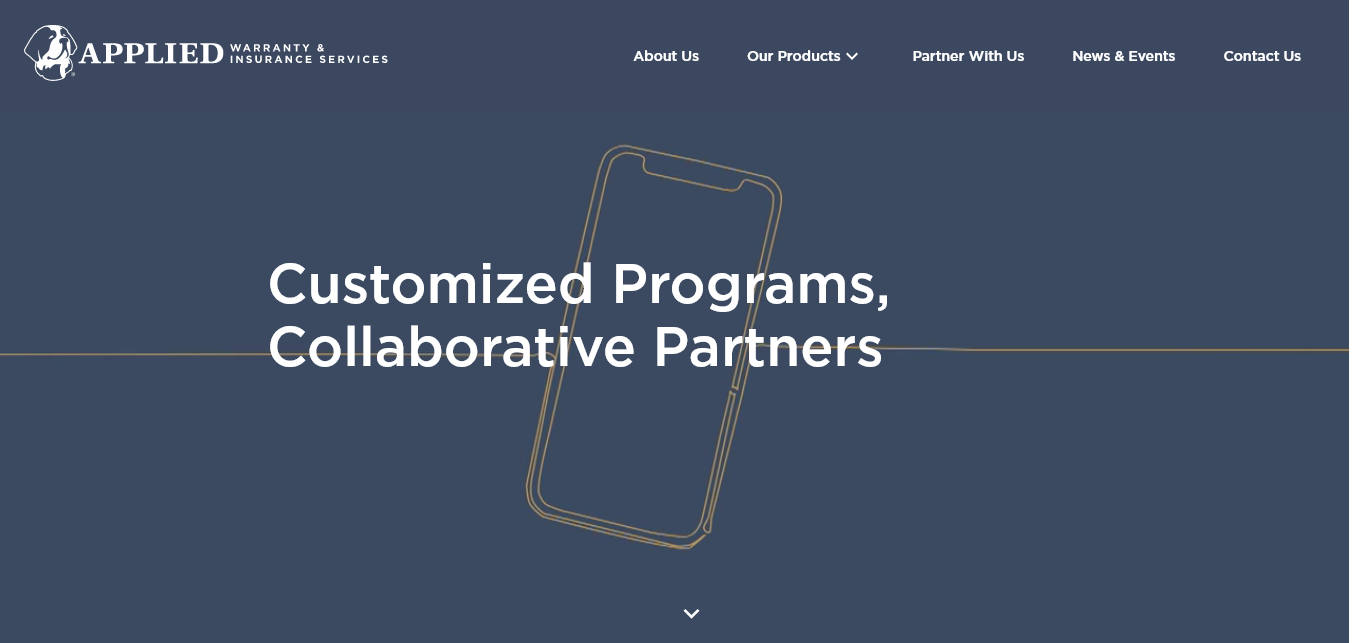 APPLIED WARRANTY &
INSURANCE SERVICES
About Us
Our Products
Partner With Us
News & Events
Contact Us
Customized Programs,
Collaborative Partners